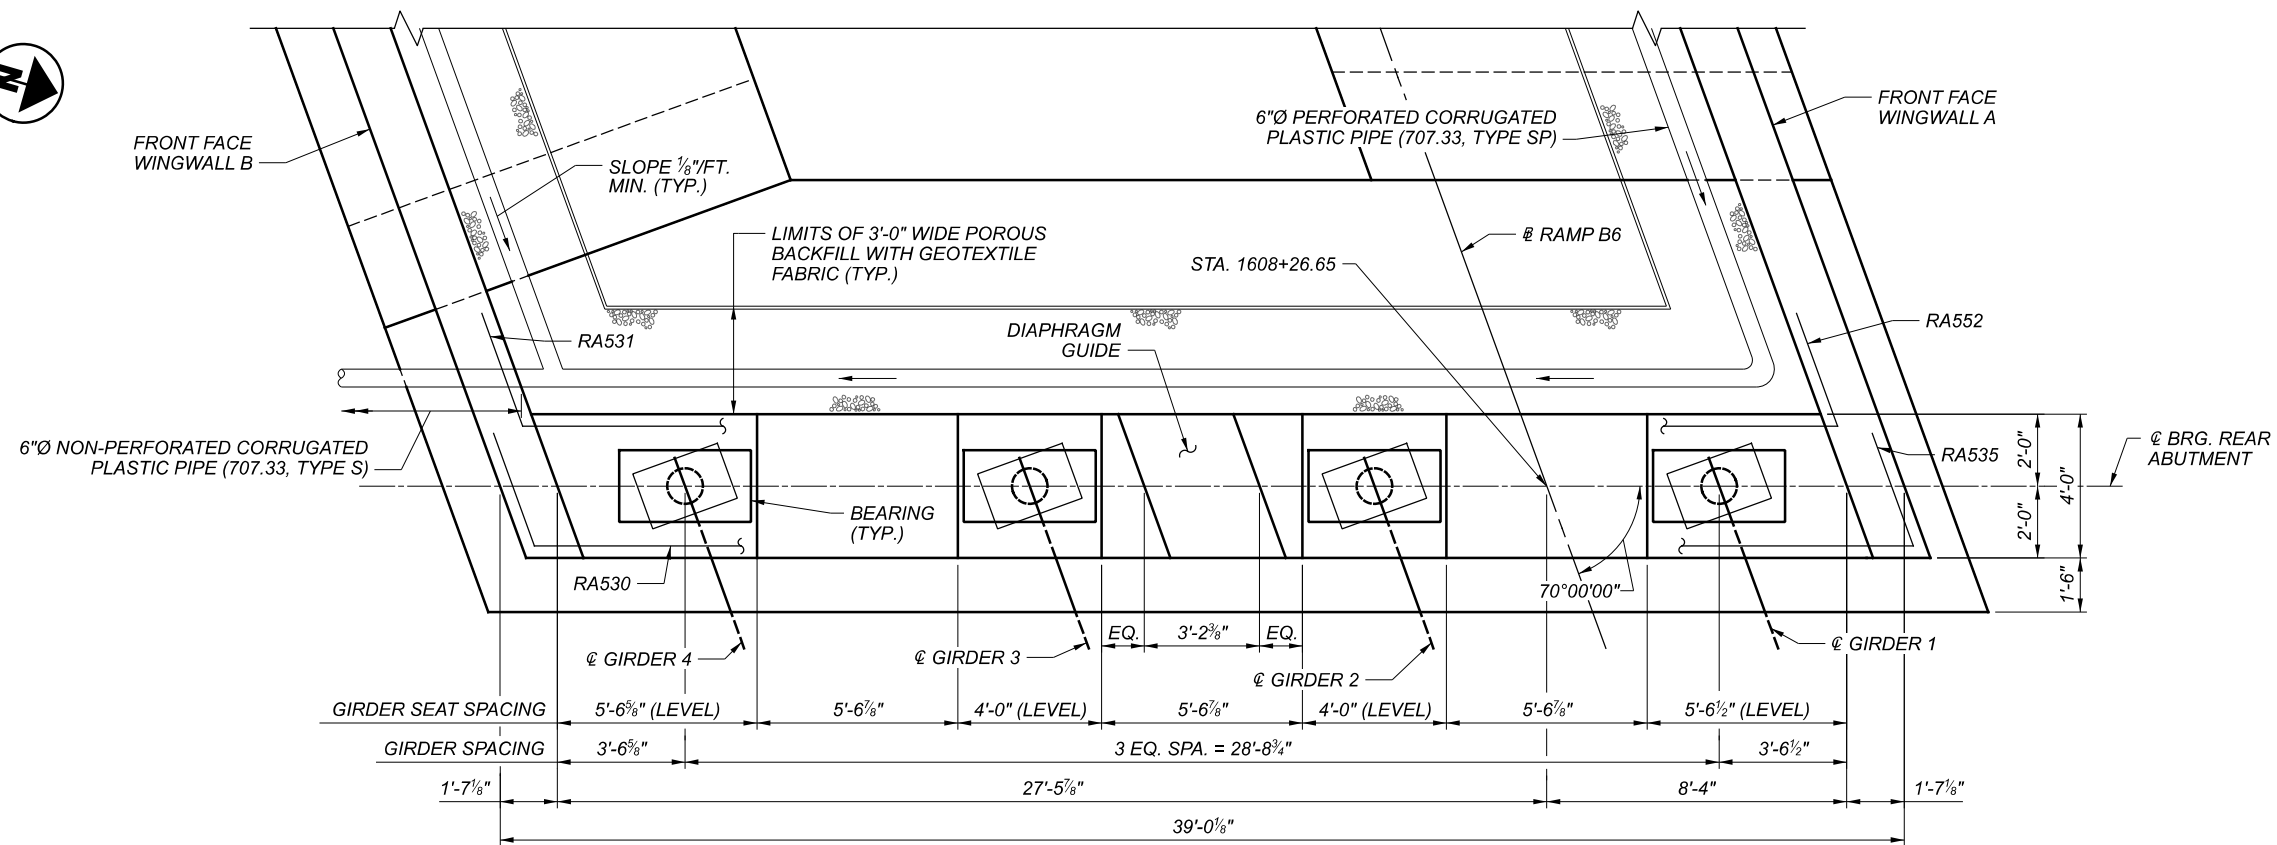 N
FRONT FACE
WINGWALL B
SLOPE ⅛"/FT.
MIN. (TYP.)
6"Ø PERFORATED CORRUGATED
PLASTIC PIPE (707.33, TYPE SP)
FRONT FACE
WINGWALL A
LIMITS OF 3'-0" WIDE POROUS
BACKFILL WITH GEOTEXTILE
FABRIC (TYP.)
℄ RAMP B6
STA. 1608+26.65
DIAPHRAGM
GUIDE
RA531
RA552
6"Ø NON-PERFORATED CORRUGATED
PLASTIC PIPE (707.33, TYPE S)
RA535
℄ BRG. REAR
ABUTMENT
2'-0"
2'-0"
4'-0"
1'-6"
BEARING
(TYP.)
RA530
70°00'00"
EQ.
3'-2⅜"
EQ.
℄ GIRDER 4
℄ GIRDER 3
℄ GIRDER 2
℄ GIRDER 1
GIRDER SEAT SPACING
5'-6⅝" (LEVEL)
5'-6⅞"
4'-0" (LEVEL)
5'-6⅞"
4'-0" (LEVEL)
5'-6⅞"
5'-6½" (LEVEL)
GIRDER SPACING
3'-6⅝"
3 EQ. SPA. = 28'-8¾"
3'-6½"
1'-7⅛"
27'-5⅞"
8'-4"
1'-7⅛"
39'-0⅛"